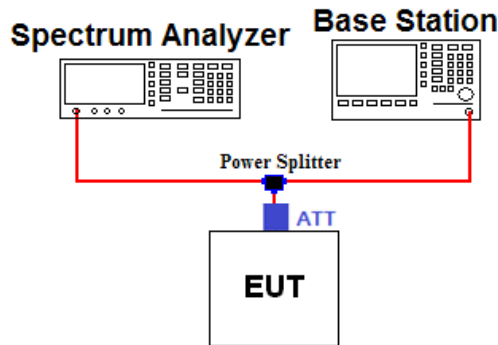 Spectrum Analyzer
Base Station
Power Splitter
ATT
EUT